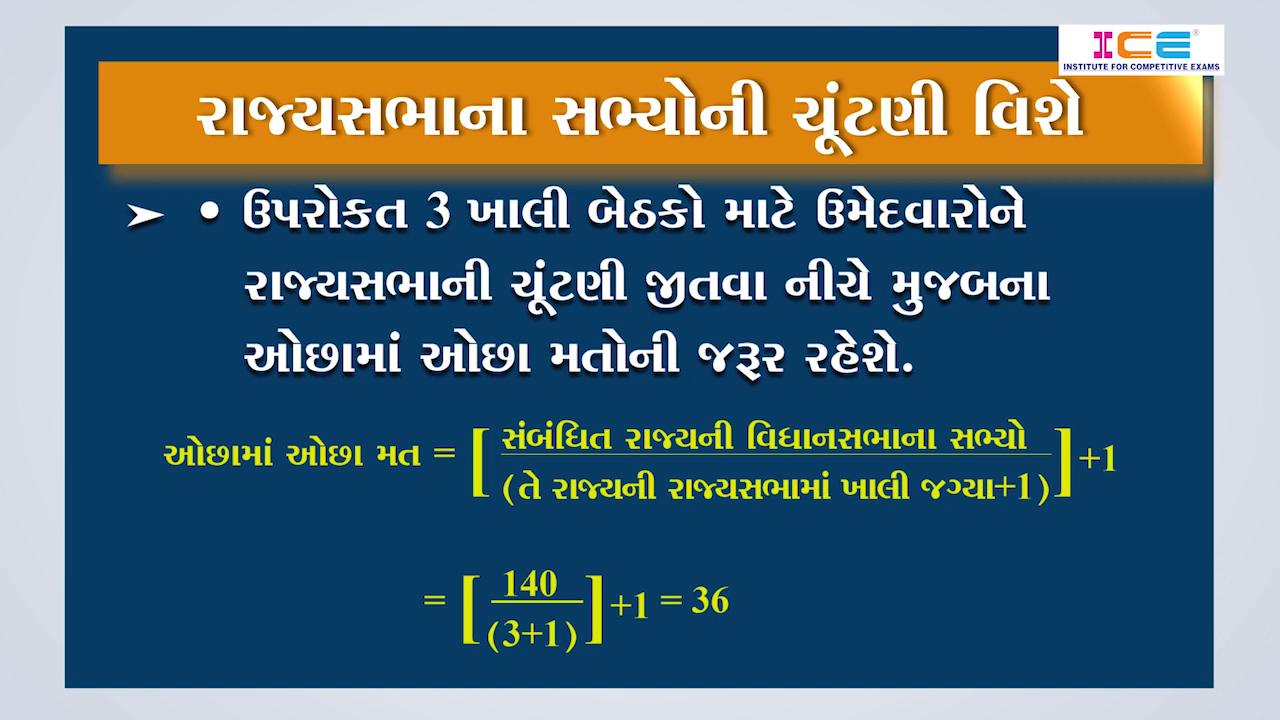 ICE®
INSTITUTE FOR COMPETITIVE EXAMS
રાજ્યસભાના સભ્યોની ચૂંટણી વિશે
➤ • ઉપરોકત 3 ખાલી બેઠકો માટે ઉમેદવારોને
રાજ્યસભાની ચૂંટણી જીતવા નીચે મુજબના
ઓછામાં ઓછા મતોની જરૂર રહેશે.
ઓછામાં ઓછા મત = [ સંબંધિત રાજ્યની વિધાનસભાના સભ્યો
(તે રાજ્યની રાજ્યસભામાં ખાલી જગ્યા+1) ] +1
= [ 140
(3+1) ] +1 = 36